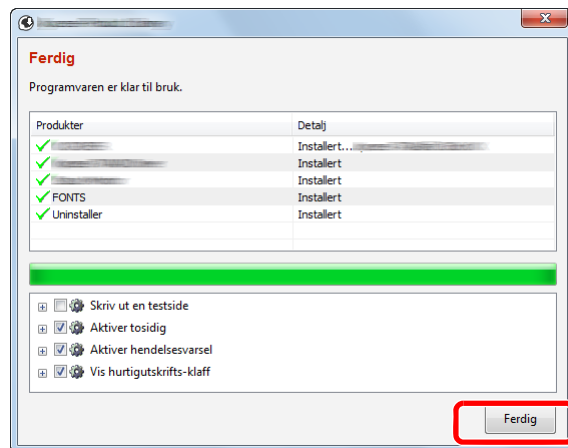 Ferdig
Programvaren er klar til bruk.
Produkter Detalj
Installert...
Installert
Installert
FONTS Installert
Uninstaller Installert
Skriv ut en testside
Aktiver tosidig
Aktiver hendelsesvarsel
Vis hurtigutskrifts-klaff
Ferdig